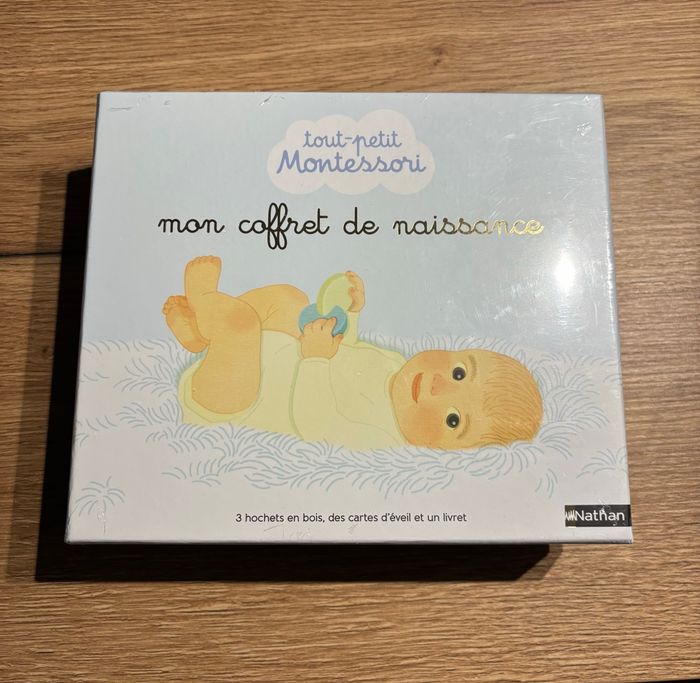 tout-petit
Montessori
mon coffret de naissance
3 hochets en bois, des cartes d'éveil et un livret
Nathan